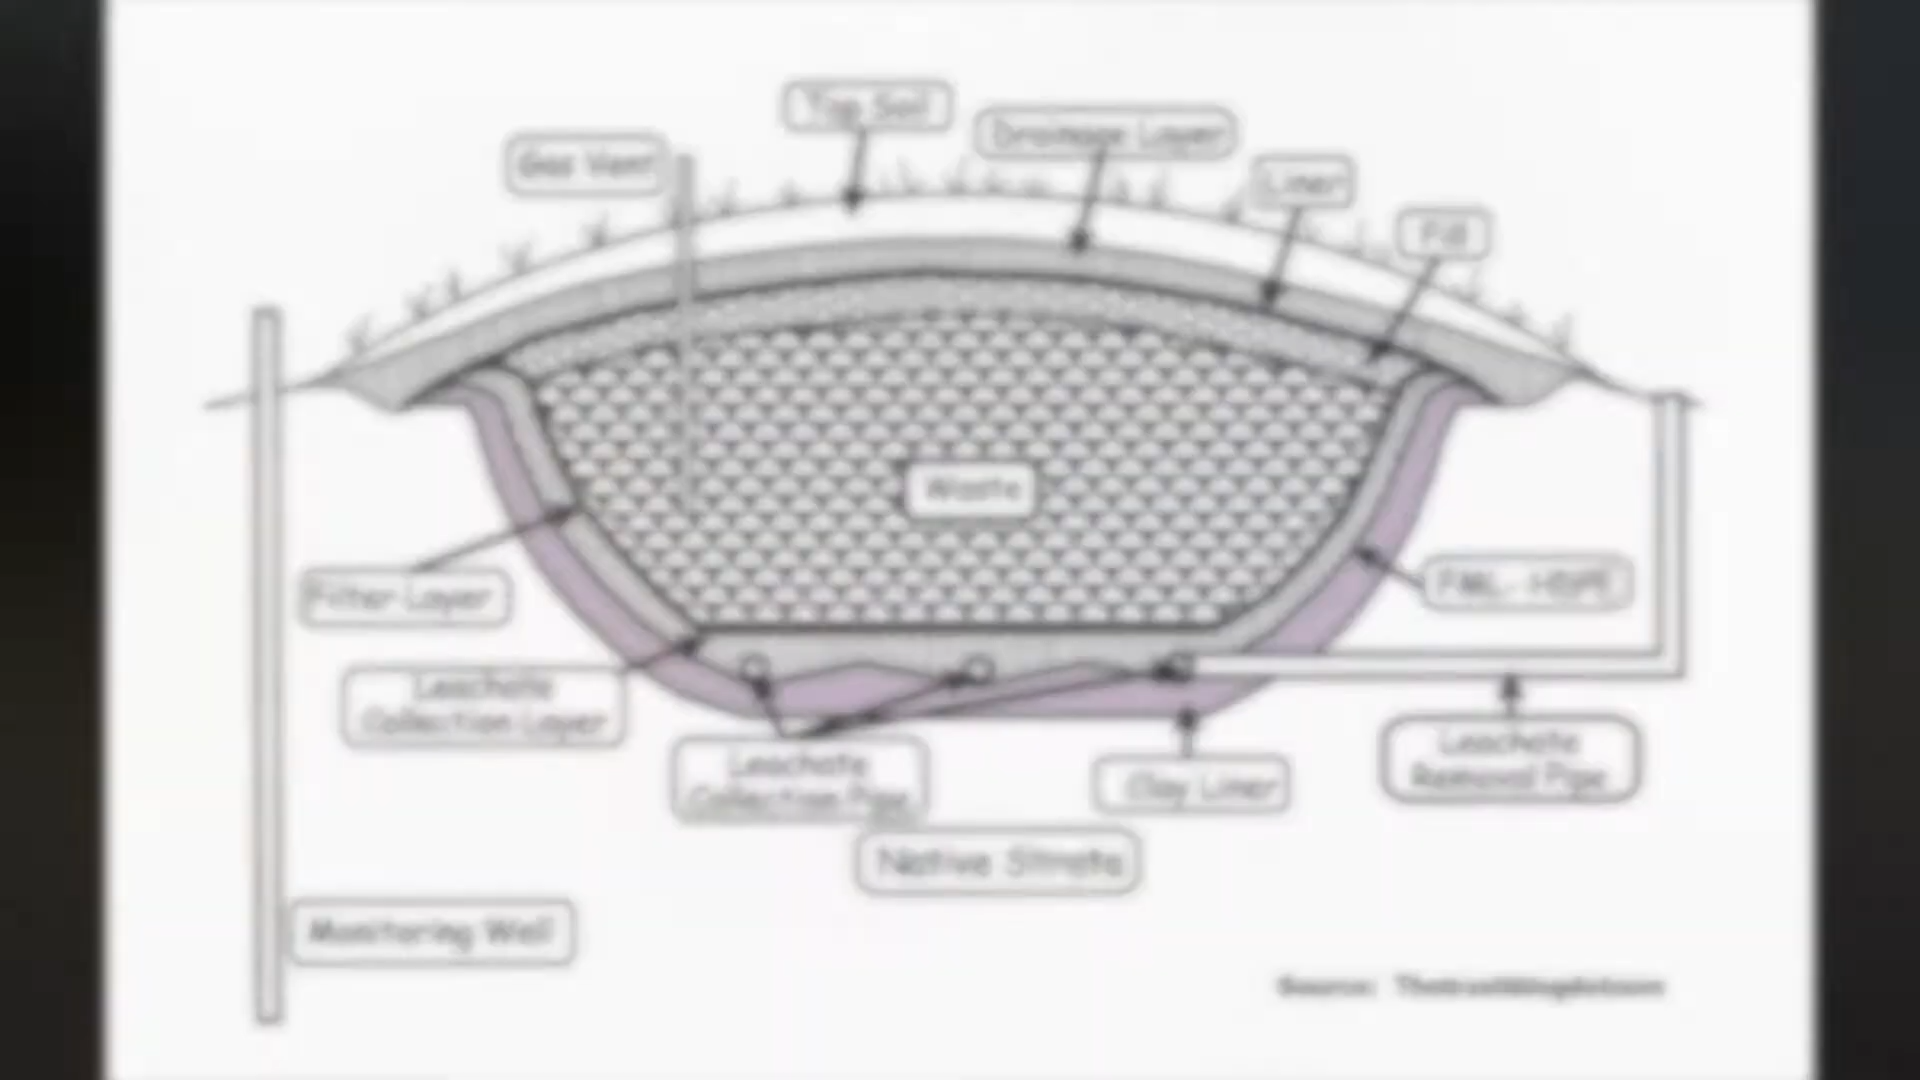 Top Soil
Drainage Layer
Gas Vent
Liner
Fill
Waste
FML- HDPE
Filter Layer
Leachate
Collection Layer
Leachate
Collection Pipe
Clay Liner
Leachate
Removal Pipe
Native Strata
Monitoring Well
Source: